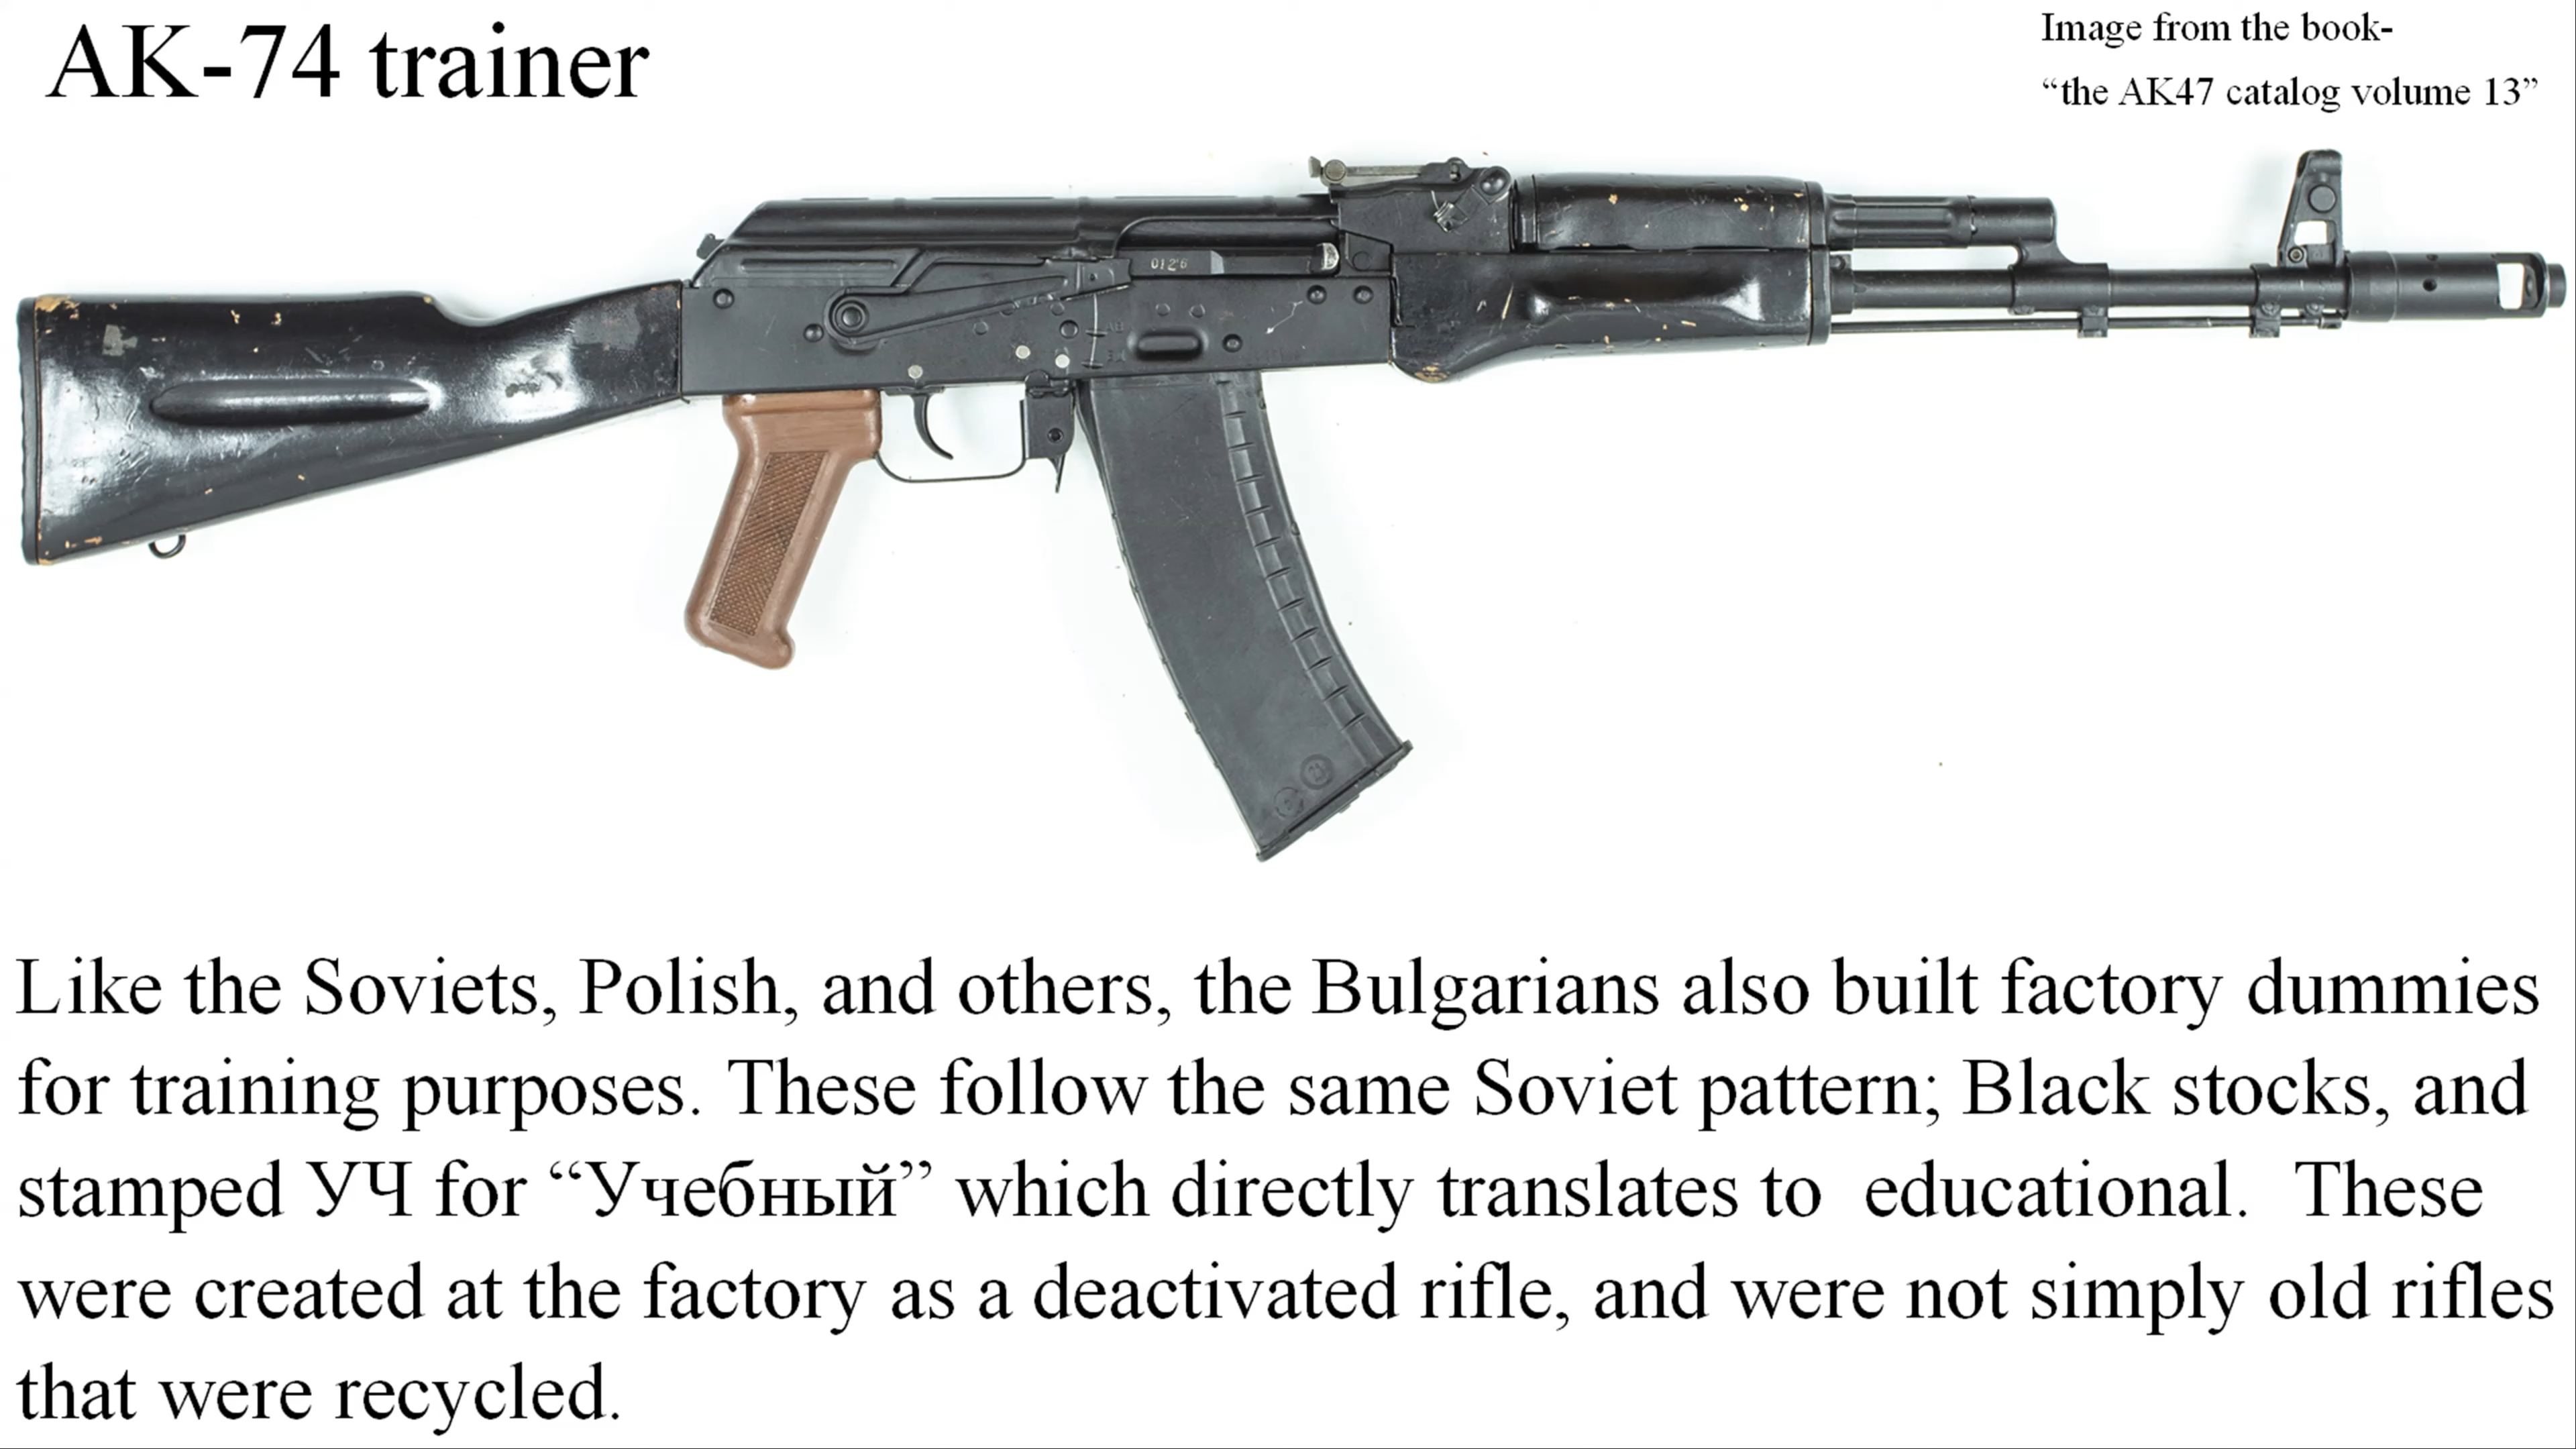 AK-74 trainer
Image from the book-
“the AK47 catalog volume 13”
0126
Like the Soviets, Polish, and others, the Bulgarians also built factory dummies
for training purposes. These follow the same Soviet pattern; Black stocks, and
stamped УЧ for “Учебный” which directly translates to  educational.  These
were created at the factory as a deactivated rifle, and were not simply old rifles
that were recycled.